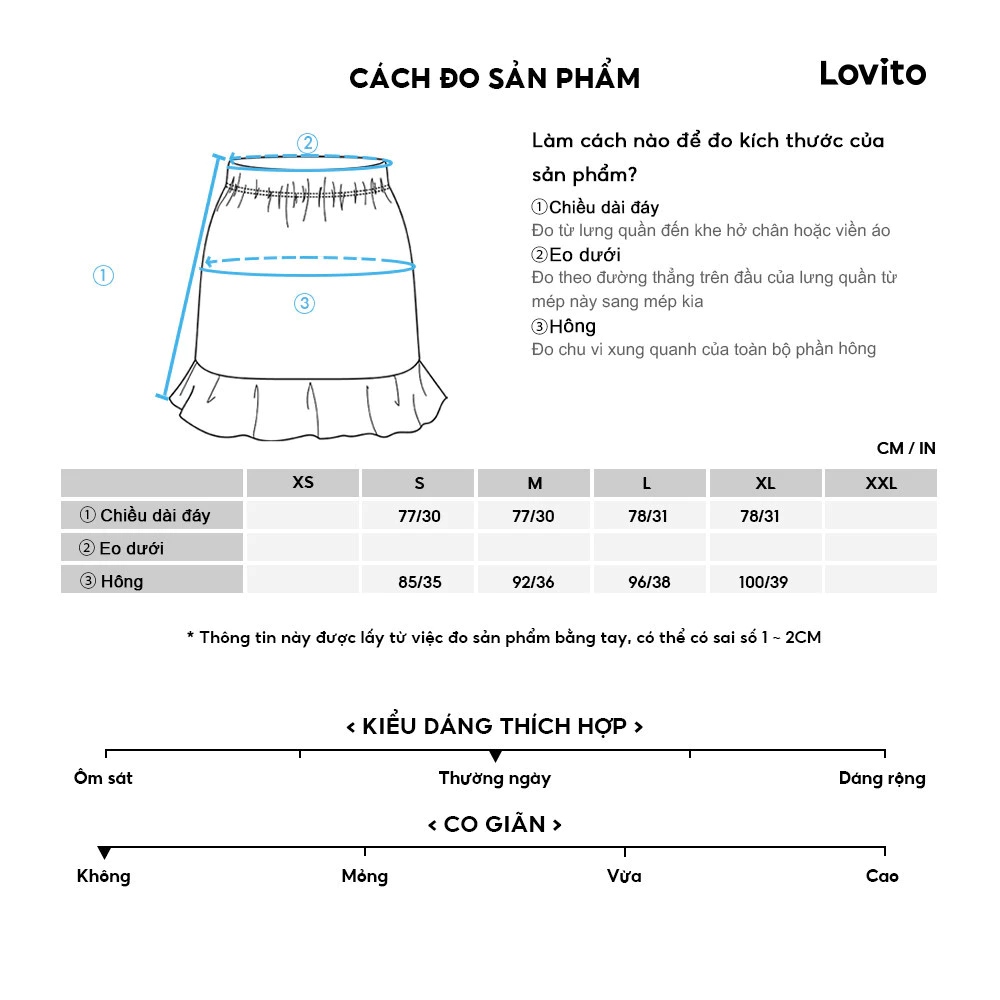 CÁCH ĐO SẢN PHẨM
Lovito
Làm cách nào để đo kích thước của
sản phẩm?
①Chiều dài đáy
Đo từ lưng quần đến khe hở chân hoặc viền áo
②Eo dưới
Đo theo đường thẳng trên đầu của lưng quần từ
mép này sang mép kia
③Hông
Đo chu vi xung quanh của toàn bộ phần hông
②
①
③
CM / IN
XS S M L XL XXL
① Chiều dài đáy 77/30 77/30 78/31 78/31
② Eo dưới
③ Hông 85/35 92/36 96/38 100/39
* Thông tin này được lấy từ việc đo sản phẩm bằng tay, có thể có sai số 1 ~ 2CM
< KIỂU DÁNG THÍCH HỢP >
Ôm sát Thường ngày Dáng rộng
< CO GIÃN >
Không Mỏng Vừa Cao